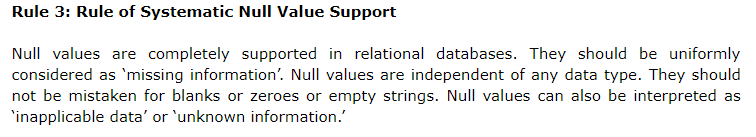 Rule 3: Rule of Systematic Null Value Support
Null values are completely supported in relational databases. They should be uniformly
considered as ‘missing information’. Null values are independent of any data type. They should
not be mistaken for blanks or zeroes or empty strings. Null values can also be interpreted as
‘inapplicable data’ or ‘unknown information.’